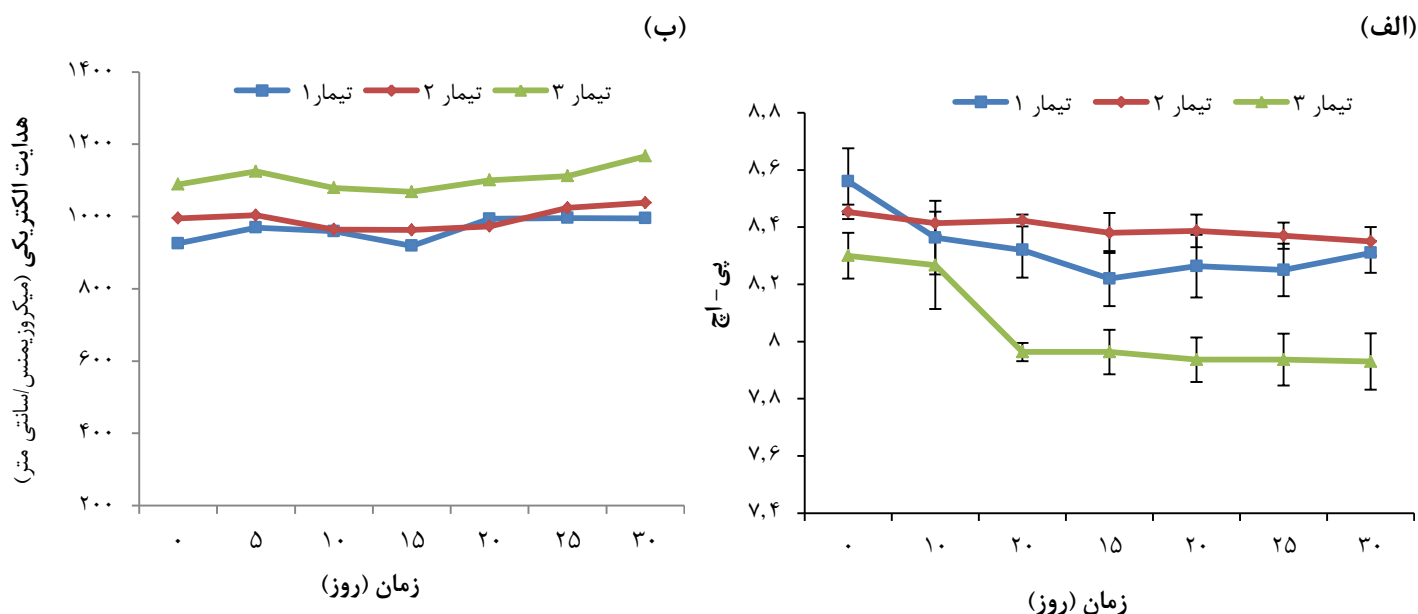 (الف)
تیمار ۱ تیمار ۲ تیمار ۳
۸,۸
۸,۶
۸,۴
۸,۲
۸
۷,۸
۷,۶
۷,۴
پی-اچ
۰ ۱۰ ۲۰ ۱۵ ۲۰ ۲۵ ۳۰
زمان (روز)
(ب)
تیمار۱ تیمار ۲ تیمار ۳
۱۴۰۰
۱۲۰۰
۱۰۰۰
۸۰۰
۶۰۰
۴۰۰
۲۰۰
هدایت الکتریکی (میکروزیمنس/سانتی متر)
۰ ۵ ۱۰ ۱۵ ۲۰ ۲۵ ۳۰
زمان (روز)